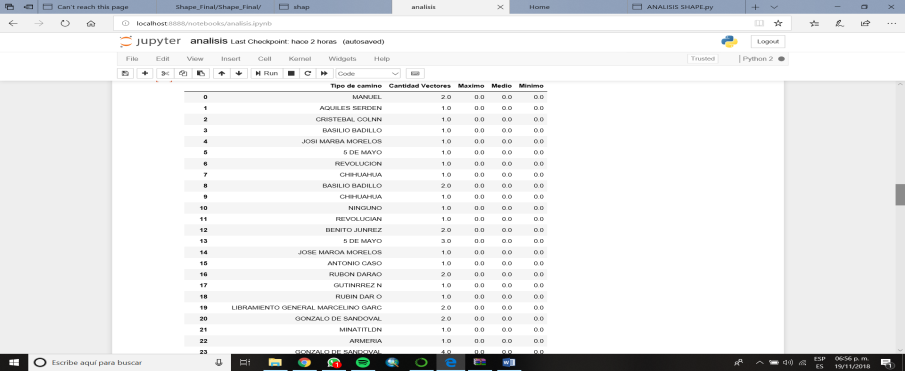 Can't reach this page
Shape_Final/Shape_Final/
shap
analisis
Home
ANALISIS SHAPE.py
localhost:8888/notebooks/analisis.ipynb
jupyter analisis Last Checkpoint: hace 2 horas (autosaved)
Logout
File Edit View Insert Cell Kernel Widgets Help
Trusted
Python 2
Run
Code
Tipo de camino Cantidad Vectores Maximo Medio Minimo
0 MANUEL 2.0 0.0 0.0 0.0
1 AQUILES SERDEN 1.0 0.0 0.0 0.0
2 CRISTEBAL COLNN 1.0 0.0 0.0 0.0
3 BASILIO BADILLO 1.0 0.0 0.0 0.0
4 JOSI MARBA MORELOS 1.0 0.0 0.0 0.0
5 5 DE MAYO 1.0 0.0 0.0 0.0
6 REVOLUCION 1.0 0.0 0.0 0.0
7 CHIHUAHUA 1.0 0.0 0.0 0.0
8 BASILIO BADILLO 2.0 0.0 0.0 0.0
9 CHIHUAHUA 1.0 0.0 0.0 0.0
10 NINGUNO 1.0 0.0 0.0 0.0
11 REVOLUCIAN 1.0 0.0 0.0 0.0
12 BENITO JUNREZ 2.0 0.0 0.0 0.0
13 5 DE MAYO 3.0 0.0 0.0 0.0
14 JOSE MAROA MORELOS 1.0 0.0 0.0 0.0
15 ANTONIO CASO 1.0 0.0 0.0 0.0
16 RUBON DARAO 2.0 0.0 0.0 0.0
17 GUTINRREZ N 1.0 0.0 0.0 0.0
18 RUBIN DAR O 1.0 0.0 0.0 0.0
19 LIBRAMIENTO GENERAL MARCELINO GARC 2.0 0.0 0.0 0.0
20 GONZALO DE SANDOVAL 2.0 0.0 0.0 0.0
21 MINATITLDN 1.0 0.0 0.0 0.0
22 ARMERIA 1.0 0.0 0.0 0.0
23 GONZALO DE SANDOVAL 4.0 0.0 0.0 0.0
Escribe aquí para buscar
ESP 06:56 p. m.
ES 19/11/2018